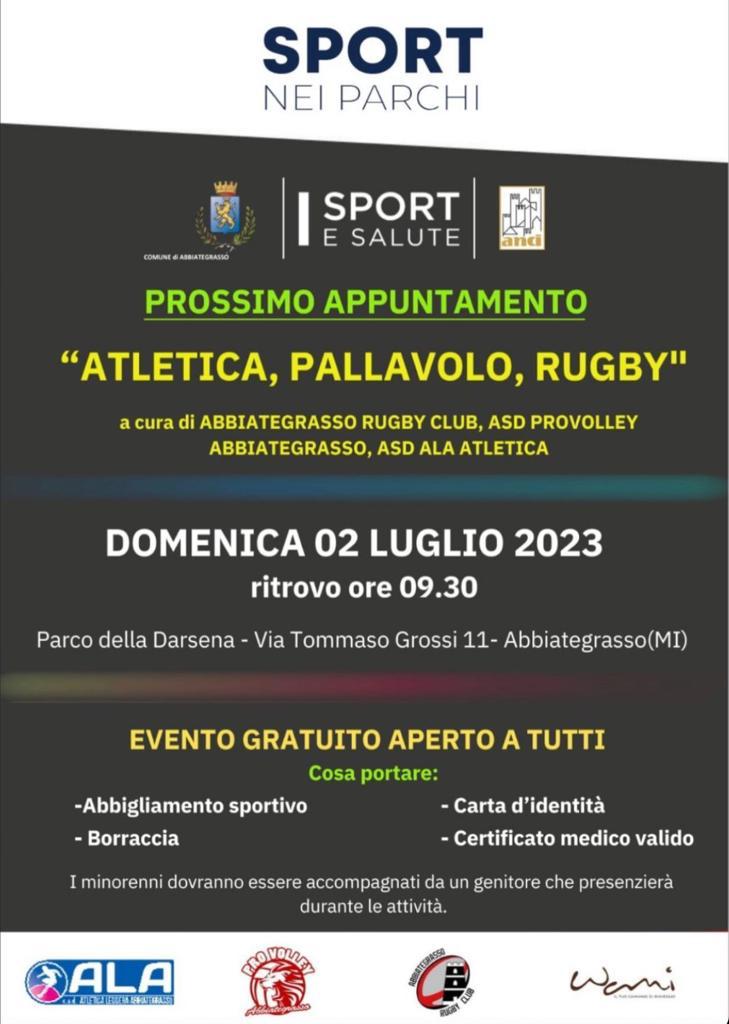 SPORT
NEI PARCHI
COMUNE di ABBIATEGRASSO
SPORT
E SALUTE
anci
PROSSIMO APPUNTAMENTO
“ATLETICA, PALLAVOLO, RUGBY"
a cura di ABBIATEGRASSO RUGBY CLUB, ASD PROVOLLEY
ABBIATEGRASSO, ASD ALA ATLETICA
DOMENICA 02 LUGLIO 2023
ritrovo ore 09.30
Parco della Darsena - Via Tommaso Grossi 11- Abbiategrasso(MI)
EVENTO GRATUITO APERTO A TUTTI
Cosa portare:
-Abbigliamento sportivo
- Carta d’identità
- Borraccia
- Certificato medico valido
I minorenni dovranno essere accompagnati da un genitore che presenzierà
durante le attività.
ALA
a.s.d. ATLETICA LEGGERA ABBIATEGRASSO
PRO VOLLEY
Abbiategrasso
ABBIATEGRASSO
RUGBY CLUB
Wami